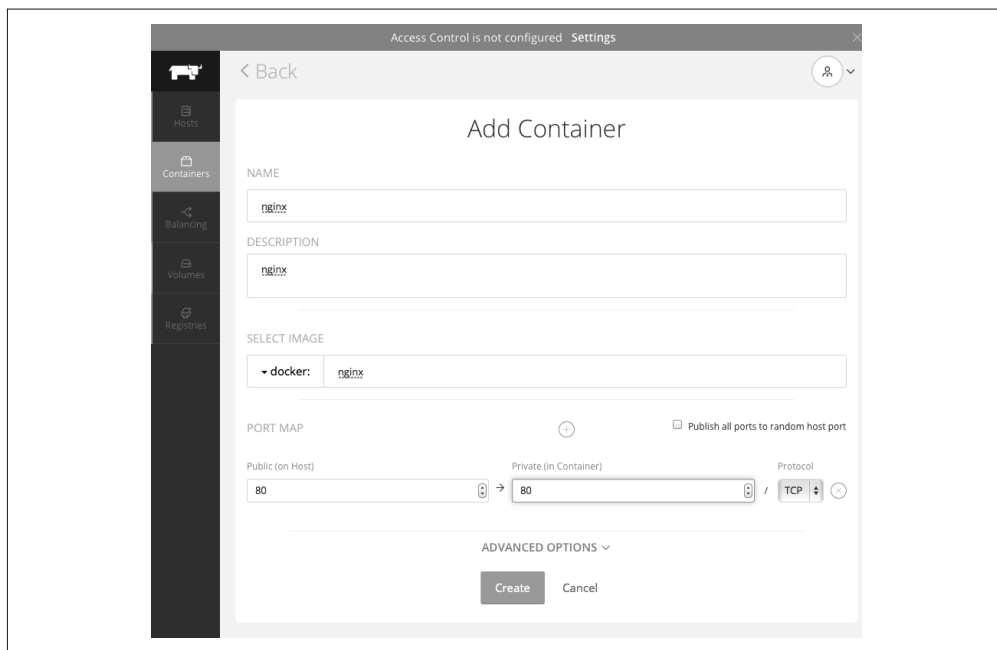 Access Control is not configured Settings
Back
Hosts
Containers
Balancing
Volumes
Registries
Add Container
NAME
nginx
DESCRIPTION
nginx
SELECT IMAGE
docker: nginx
PORT MAP
Publish all ports to random host port
Public (on Host) Private (in Container) Protocol
80 → 80 / TCP
ADVANCED OPTIONS
Create Cancel